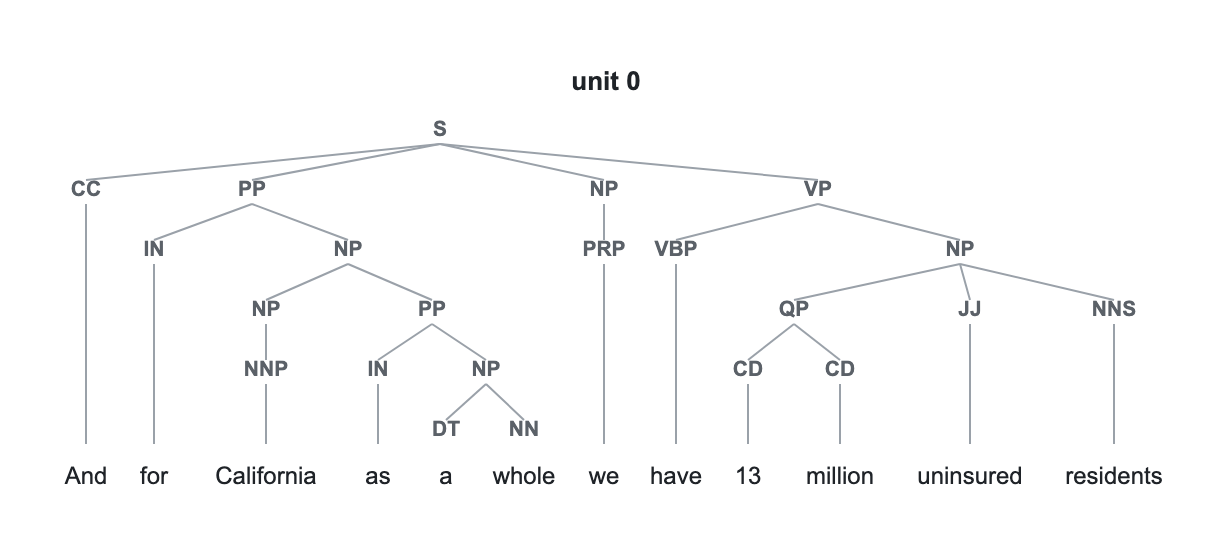 unit 0
S
CC PP NP VP
IN NP PRP VBP NP
NP PP QP JJ NNS
NNP IN NP CD CD
DT NN
And for California as a whole we have 13 million uninsured residents